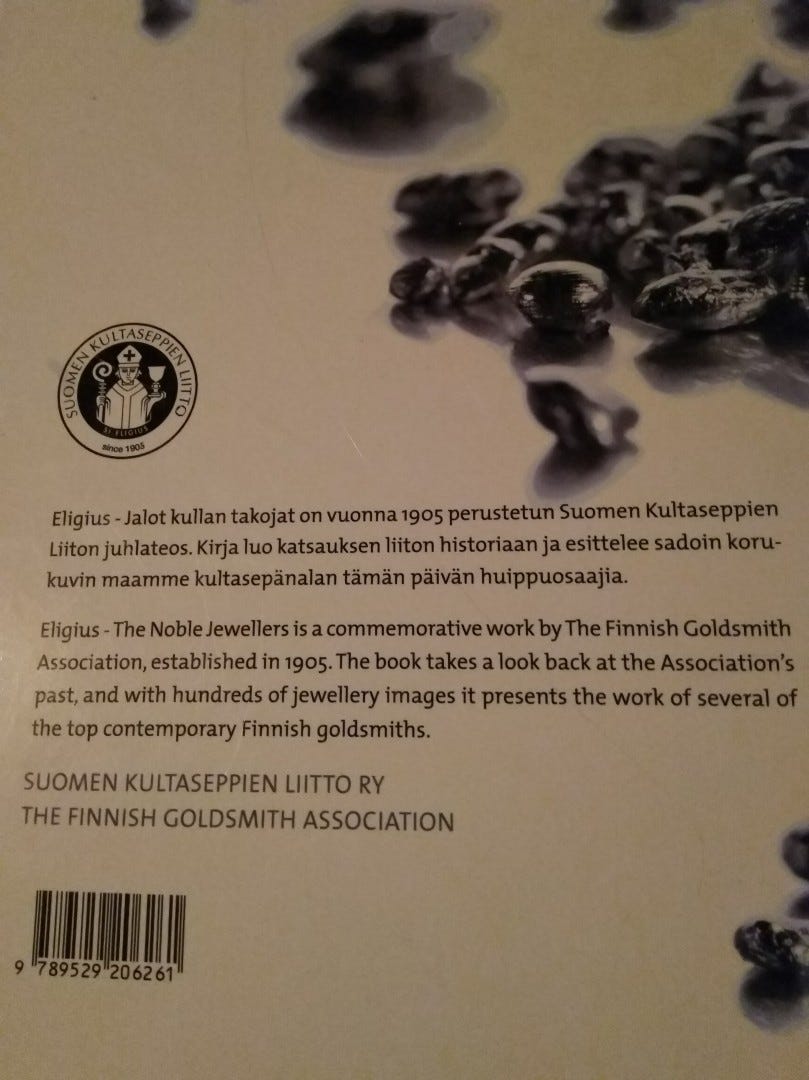 SUOMEN KULTASEPPIEN LIITTO
St ELIGIUS
since 1905
Eligius - Jalot kullan takojat on vuonna 1905 perustetun Suomen Kultaseppien
Liiton juhlateos. Kirja luo katsauksen liiton historiaan ja esittelee sadoin koru-
kuvin maamme kultasepänalan tämän päivän huippuosaajia.
Eligius - The Noble Jewellers is a commemorative work by The Finnish Goldsmith
Association, established in 1905. The book takes a look back at the Association's
past, and with hundreds of jewellery images it presents the work of several of
the top contemporary Finnish goldsmiths.
SUOMEN KULTASEPPIEN LIITTO RY
THE FINNISH GOLDSMITH ASSOCIATION
9 789529 206261